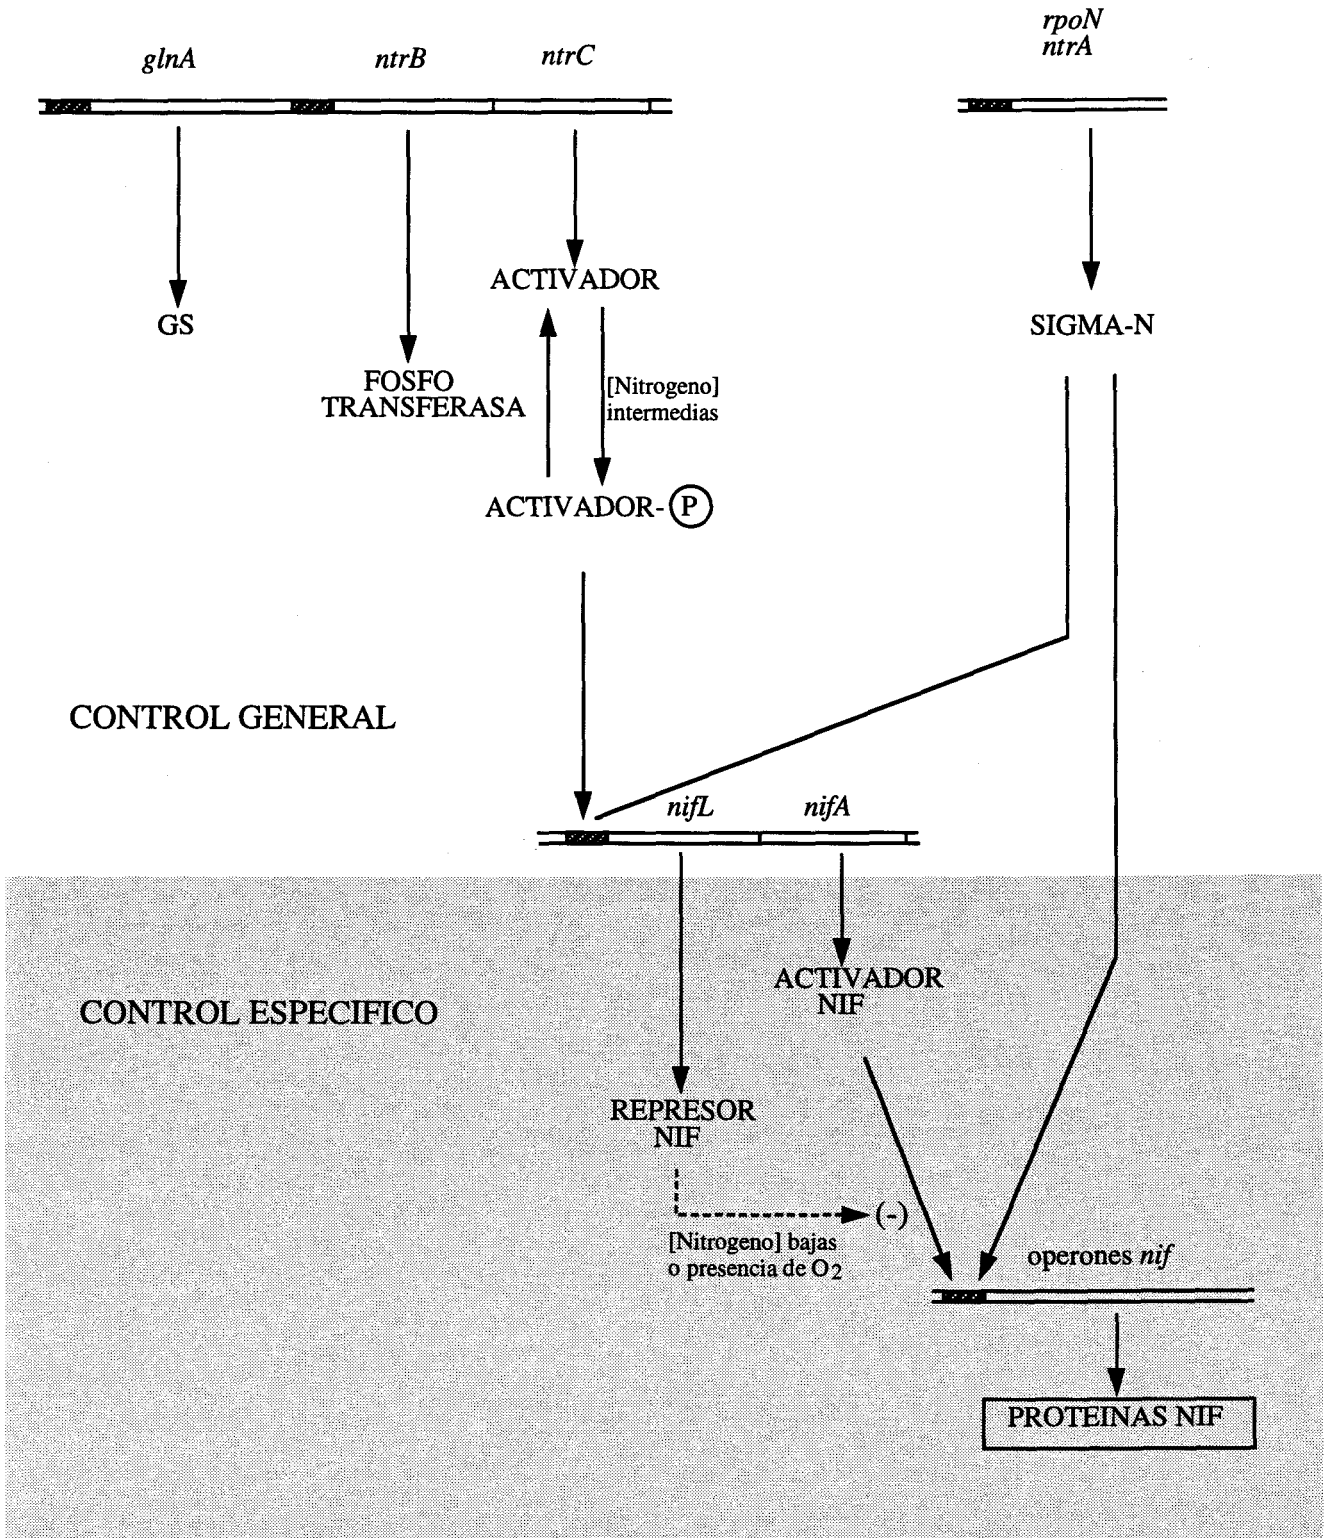 glnA
ntrB
ntrC
rpoN
ntrA
ACTIVADOR
GS
SIGMA-N
FOSFO
TRANSFERASA
[Nitrogeno]
intermedias
ACTIVADOR- P
CONTROL GENERAL
nifL
nifA
ACTIVADOR
NIF
CONTROL ESPECIFICO
REPRESOR
NIF
(-)
[Nitrogeno] bajas
o presencia de O2
operones nif
PROTEINAS NIF